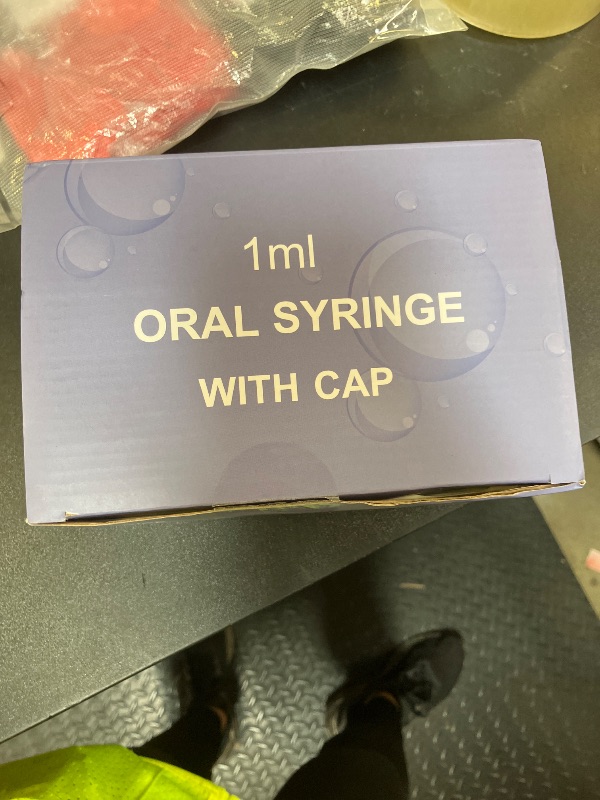 1ml
ORAL SYRINGE
WITH CAP